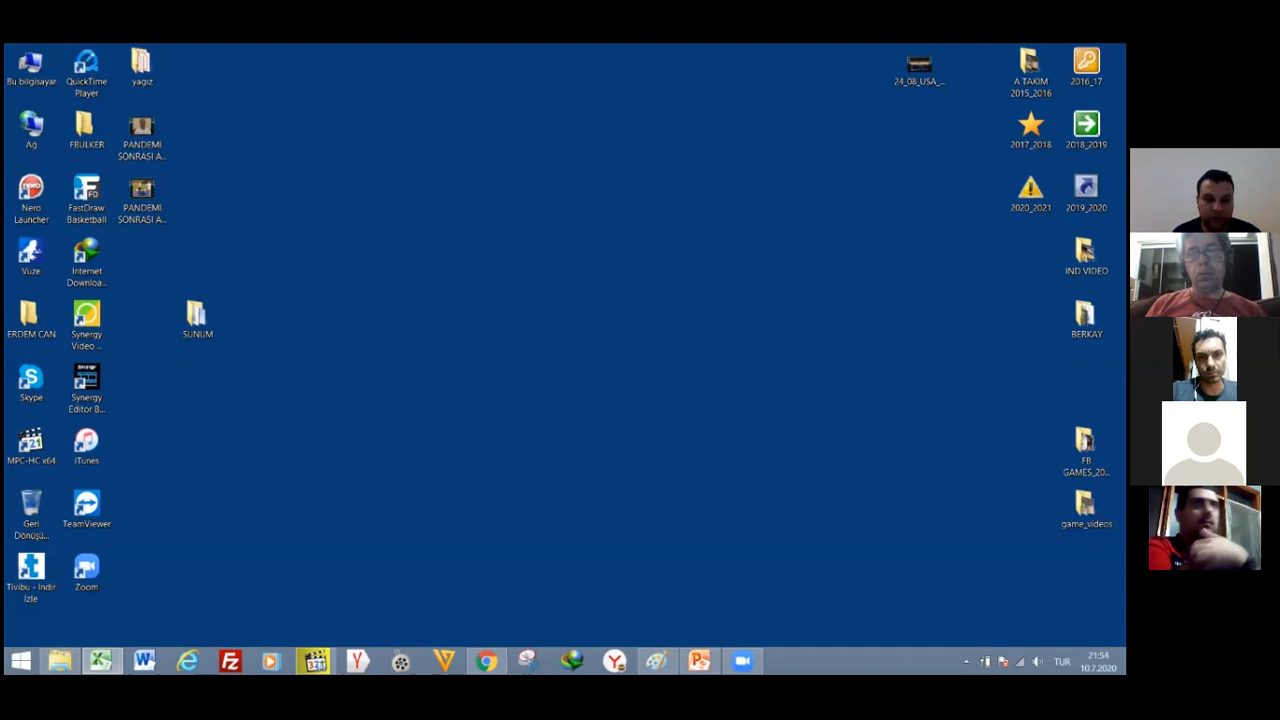 Bu bilgisayar
QuickTime
Player
yagız
Ağ
FBULKER
PANDEMI
SONRASI A...
Nero
Launcher
FastDraw
Basketball
PANDEMI
SONRASI A...
Vuze
Internet
Downloa...
ERDEM CAN
Synergy
Video ...
SUNUM
Skype
Synergy
Editor B...
MPC-HC x64
iTunes
Geri
Dönüşü...
TeamViewer
Tivibu - İndir
İzle
Zoom
24_08_USA_...
A TAKIM
2015_2016
2016_17
2017_2018
2018_2019
2020_2021
2019_2020
IND VIDEO
BERKAY
FB
GAMES_20...
game_videos
TUR
21:54
10.7.2020